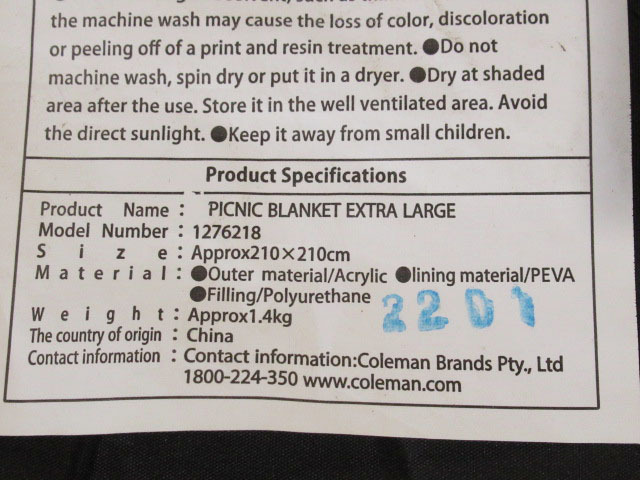 the machine wash may cause the loss of color, discoloration
or peeling off of a print and resin treatment. ●Do not
machine wash, spin dry or put it in a dryer. ●Dry at shaded
area after the use. Store it in the well ventilated area. Avoid
the direct sunlight. ●Keep it away from small children.
Product Specifications
Product Name : PICNIC BLANKET EXTRA LARGE
Model Number : 1276218
Size : Approx210×210cm
Material : ●Outer material/Acrylic ●lining material/PEVA
●Filling/Polyurethane
Weight : Approx1.4kg
2201
The country of origin : China
Contact information : Contact information:Coleman Brands Pty., Ltd
1800-224-350 www.coleman.com